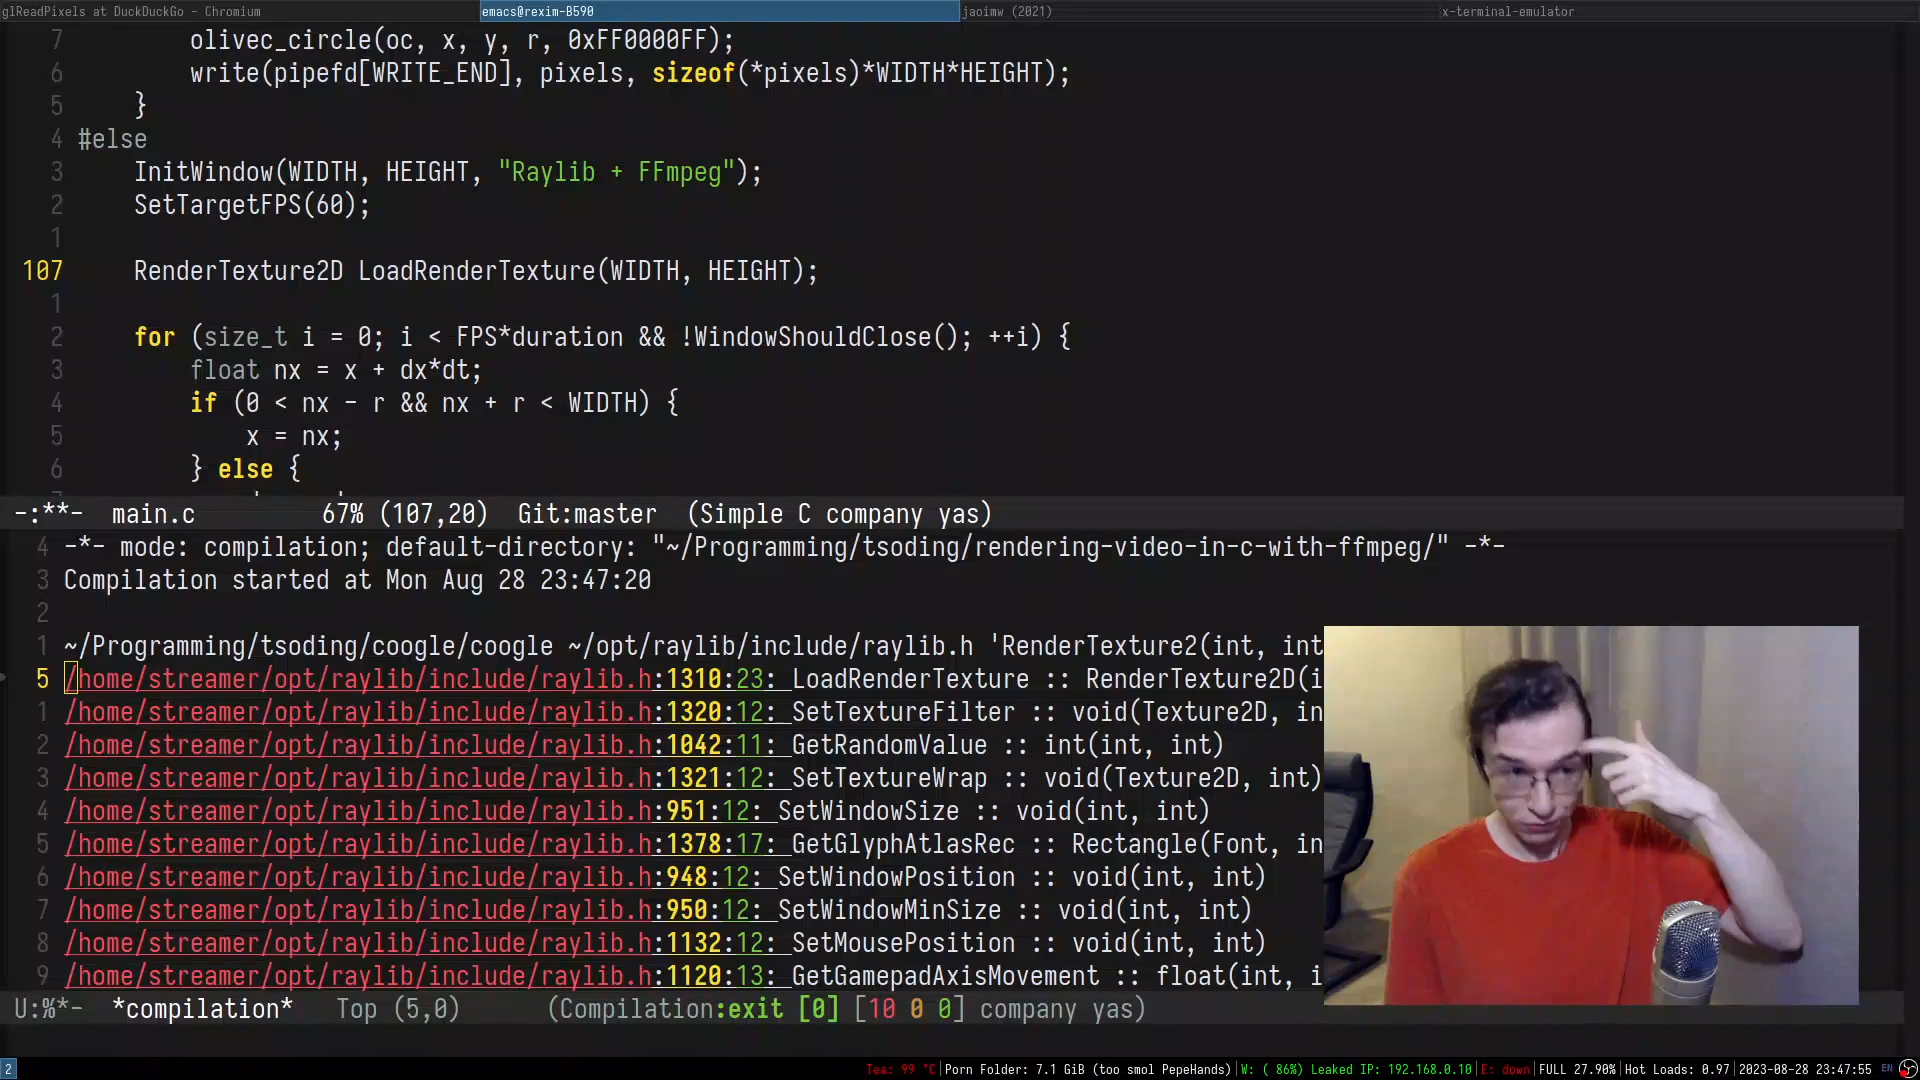 glReadPixels at DuckDuckGo - Chromium emacs@rexim-B590 jaoimw (2021) x-terminal-emulator
7 olivec_circle(oc, x, y, r, 0xFF0000FF);
6 write(pipefd[WRITE_END], pixels, sizeof(*pixels)*WIDTH*HEIGHT);
5 }
4 #else
3 InitWindow(WIDTH, HEIGHT, "Raylib + FFmpeg");
2 SetTargetFPS(60);
1
107 RenderTexture2D LoadRenderTexture(WIDTH, HEIGHT);
1
2 for (size_t i = 0; i < FPS*duration && !WindowShouldClose(); ++i) {
3 float nx = x + dx*dt;
4 if (0 < nx - r && nx + r < WIDTH) {
5 x = nx;
6 } else {
-:**- main.c 67% (107,20) Git:master (Simple C company yas)
4 -*- mode: compilation; default-directory: "~/Programming/tsoding/rendering-video-in-c-with-ffmpeg/" -*-
3 Compilation started at Mon Aug 28 23:47:20
2
1 ~/Programming/tsoding/coogle/coogle ~/opt/raylib/include/raylib.h 'RenderTexture2(int, int
5 /home/streamer/opt/raylib/include/raylib.h:1310:23: LoadRenderTexture :: RenderTexture2D(i
1 /home/streamer/opt/raylib/include/raylib.h:1320:12: SetTextureFilter :: void(Texture2D, in
2 /home/streamer/opt/raylib/include/raylib.h:1042:11: GetRandomValue :: int(int, int)
3 /home/streamer/opt/raylib/include/raylib.h:1321:12: SetTextureWrap :: void(Texture2D, int)
4 /home/streamer/opt/raylib/include/raylib.h:951:12: SetWindowSize :: void(int, int)
5 /home/streamer/opt/raylib/include/raylib.h:1378:17: GetGlyphAtlasRec :: Rectangle(Font, in
6 /home/streamer/opt/raylib/include/raylib.h:948:12: SetWindowPosition :: void(int, int)
7 /home/streamer/opt/raylib/include/raylib.h:950:12: SetWindowMinSize :: void(int, int)
8 /home/streamer/opt/raylib/include/raylib.h:1132:12: SetMousePosition :: void(int, int)
9 /home/streamer/opt/raylib/include/raylib.h:1120:13: GetGamepadAxisMovement :: float(int, i
U:%*- *compilation* Top (5,0) (Compilation:exit [0] [10 0 0] company yas)
2 Tea: 99 °C|Porn Folder: 7.1 GiB (too smol PepeHands)|W: ( 86%) Leaked IP: 192.168.0.10|E: down|FULL 27.90%|Hot Loads: 0.97|2023-08-28 23:47:55 EN